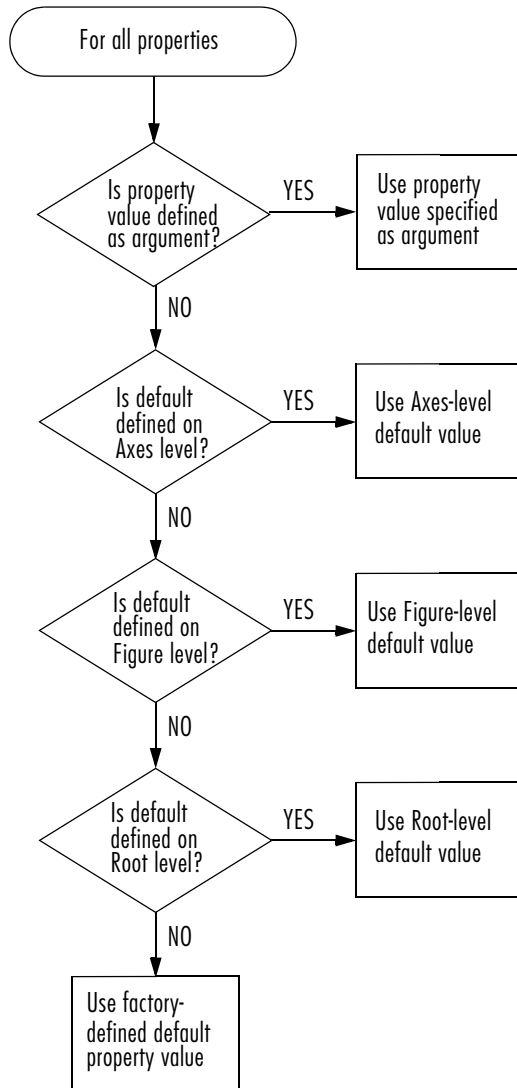 For all properties
Is property
value defined
as argument?
YES
Use property
value specified
as argument
NO
Is default
defined on
Axes level?
YES
Use Axes-level
default value
NO
Is default
defined on
Figure level?
YES
Use Figure-level
default value
NO
Is default
defined on
Root level?
YES
Use Root-level
default value
NO
Use factory-
defined default
property value